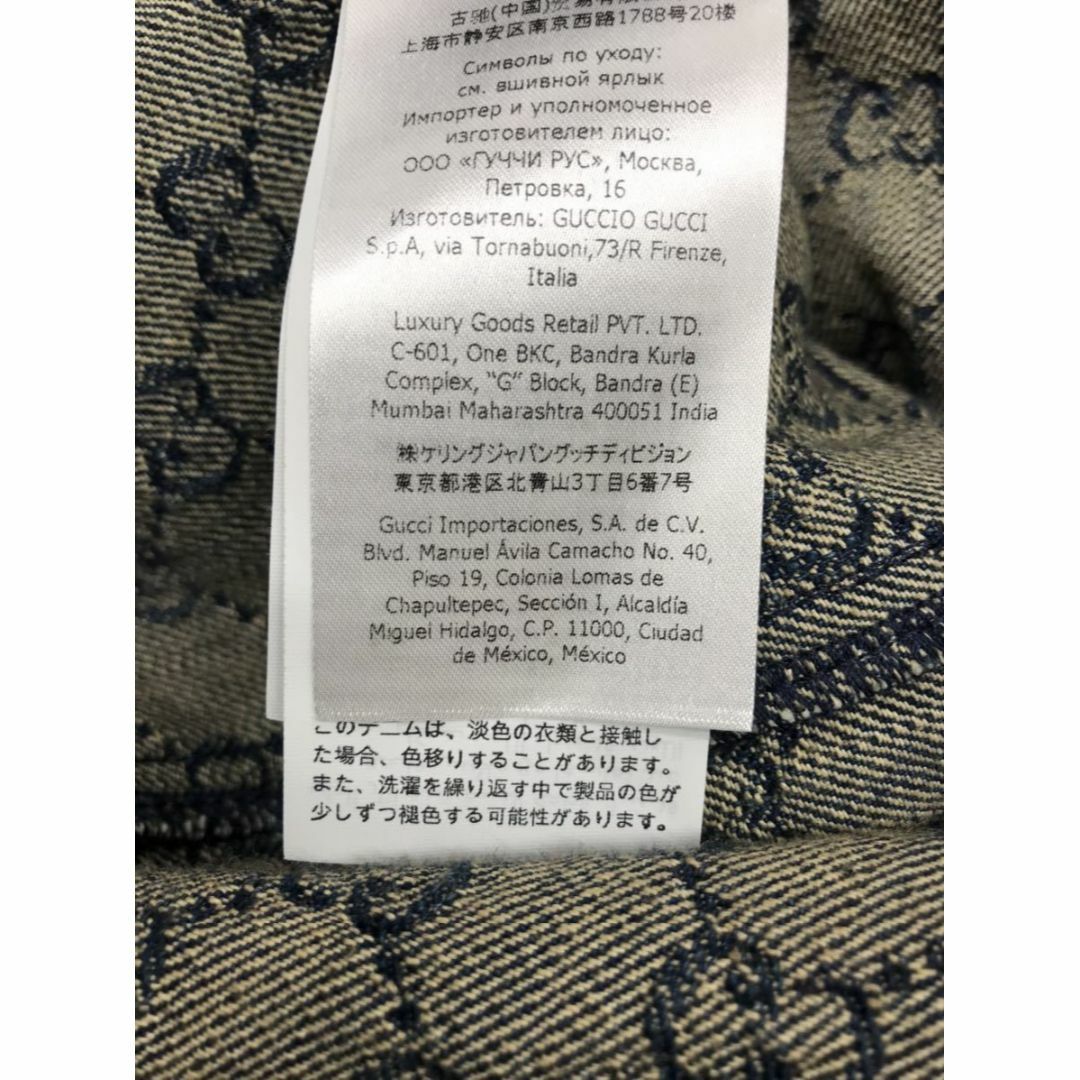 古驰(中国)贸易有限
上海市静安区南京西路1788号20楼
Символы по уходу:
см. вшивной ярлык
Импортер и уполномоченное
изготовителем лицо:
ООО «ГУЧЧИ РУС», Москва,
Петровка, 16
Изготовитель: GUCCIO GUCCI
S.p.A, via Tornabuoni,73/R Firenze,
Italia
Luxury Goods Retail PVT. LTD.
C-601, One BKC, Bandra Kurla
Complex, "G" Block, Bandra (E)
Mumbai Maharashtra 400051 India
㈱ケリングジャパングッチディビジョン
東京都港区北青山3丁目6番7号
Gucci Importaciones, S.A. de C.V.
Blvd. Manuel Ávila Camacho No. 40,
Piso 19, Colonia Lomas de
Chapultepec, Sección I, Alcaldía
Miguel Hidalgo, C.P. 11000, Ciudad
de México, México
このデニムは、淡色の衣類と接触し
た場合、色移りすることがあります。
また、洗濯を繰り返す中で製品の色が
少しずつ褪色する可能性があります。